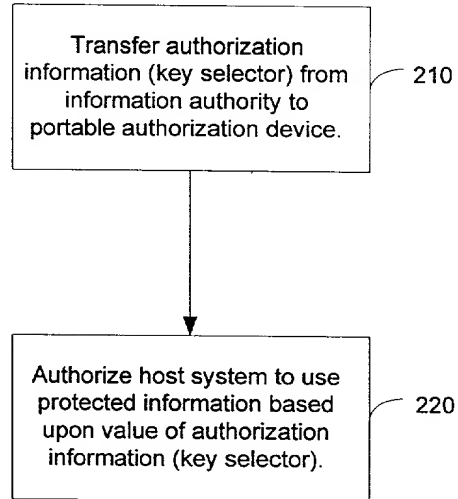 Transfer authorization
information (key selector) from
information authority to
portable authorization device.
210
Authorize host system to use
protected information based
upon value of authorization
information (key selector).
220